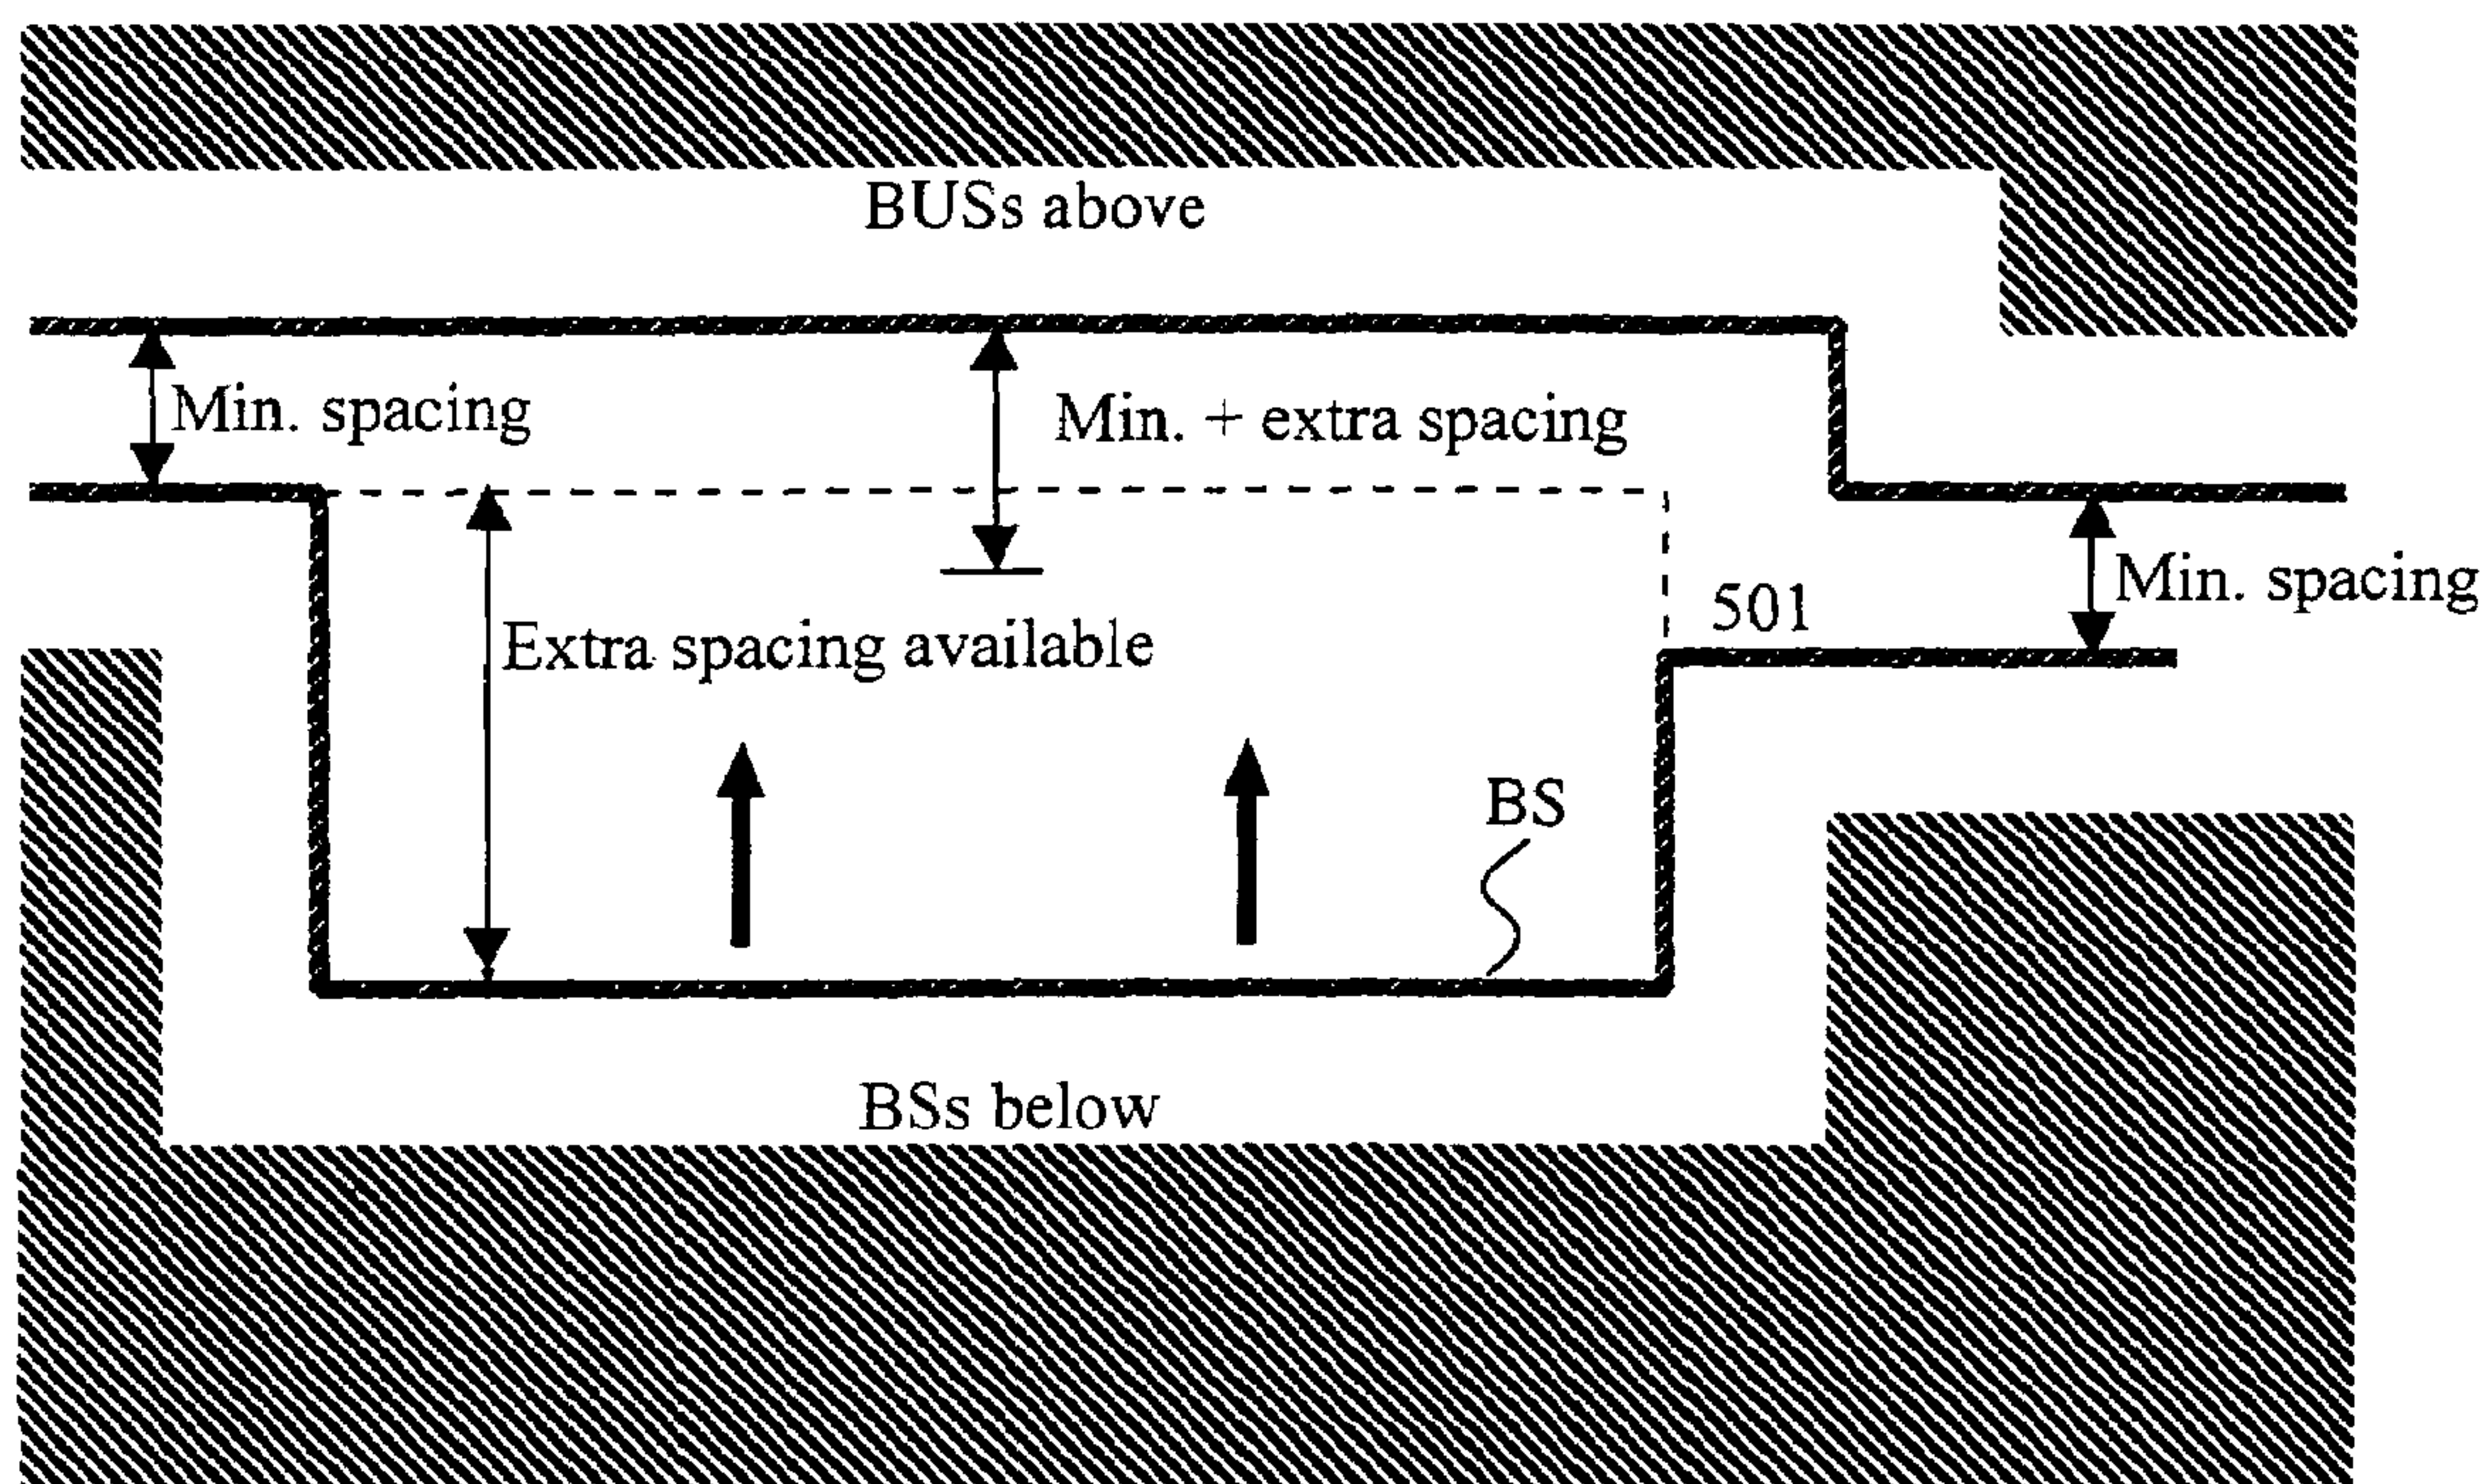 BUSs above
Min. spacing
Min. + extra spacing
Min. spacing
501
Extra spacing available
BS
BSs below